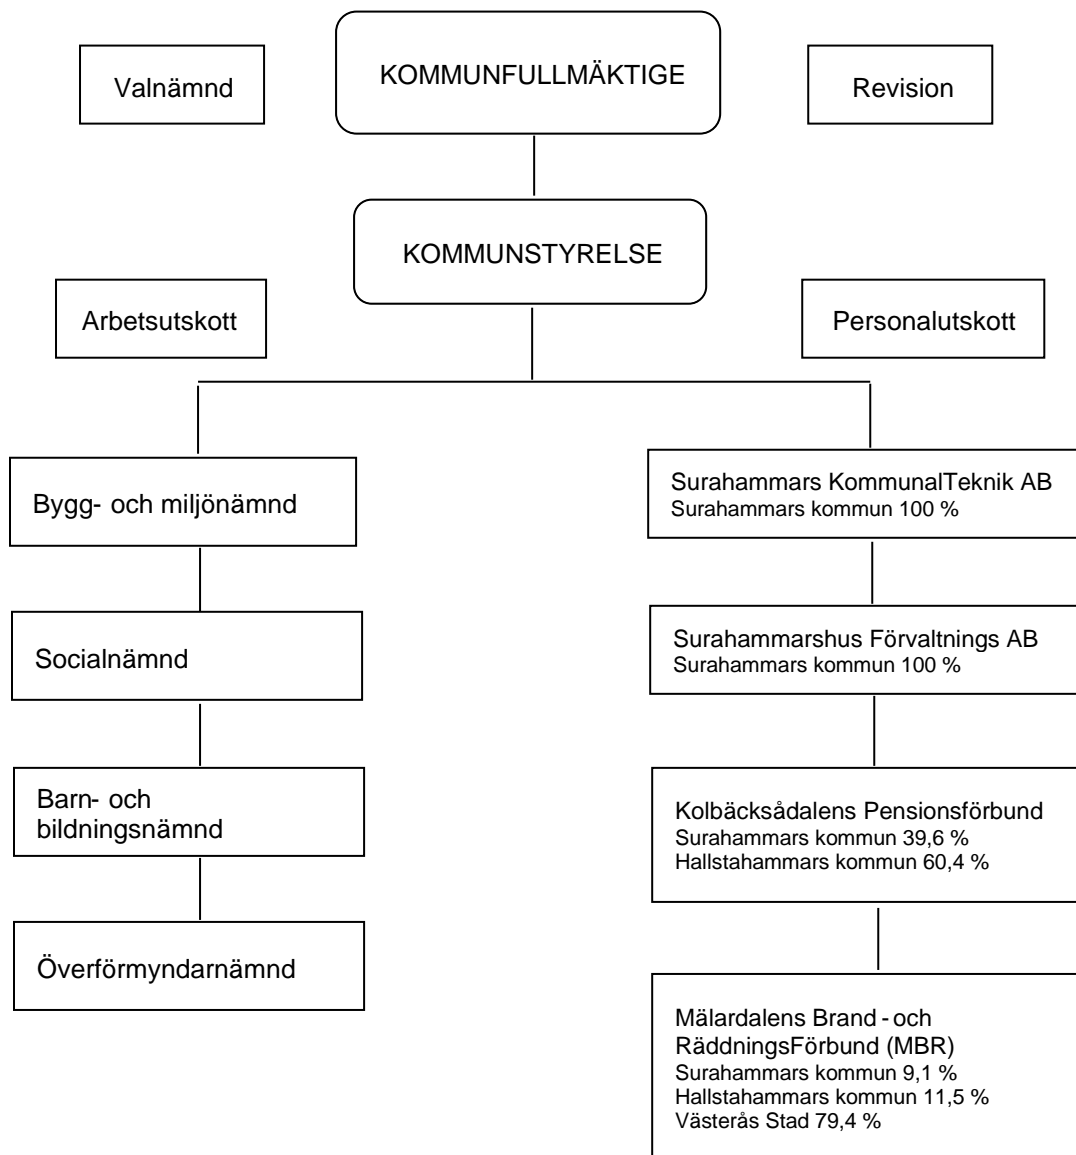 Valnämnd
KOMMUNFULLMÄKTIGE
Revision
KOMMUNSTYRELSE
Arbetsutskott
Personalutskott
Bygg- och miljönämnd
Socialnämnd
Barn- och
bildningsnämnd
Överförmyndarnämnd
Surahammars KommunalTeknik AB
Surahammars kommun 100 %
Surahammarshus Förvaltnings AB
Surahammars kommun 100 %
Kolbäcksådalens Pensionsförbund
Surahammars kommun 39,6 %
Hallstahammars kommun 60,4 %
Mälardalens Brand - och
RäddningsFörbund (MBR)
Surahammars kommun 9,1 %
Hallstahammars kommun 11,5 %
Västerås Stad 79,4 %